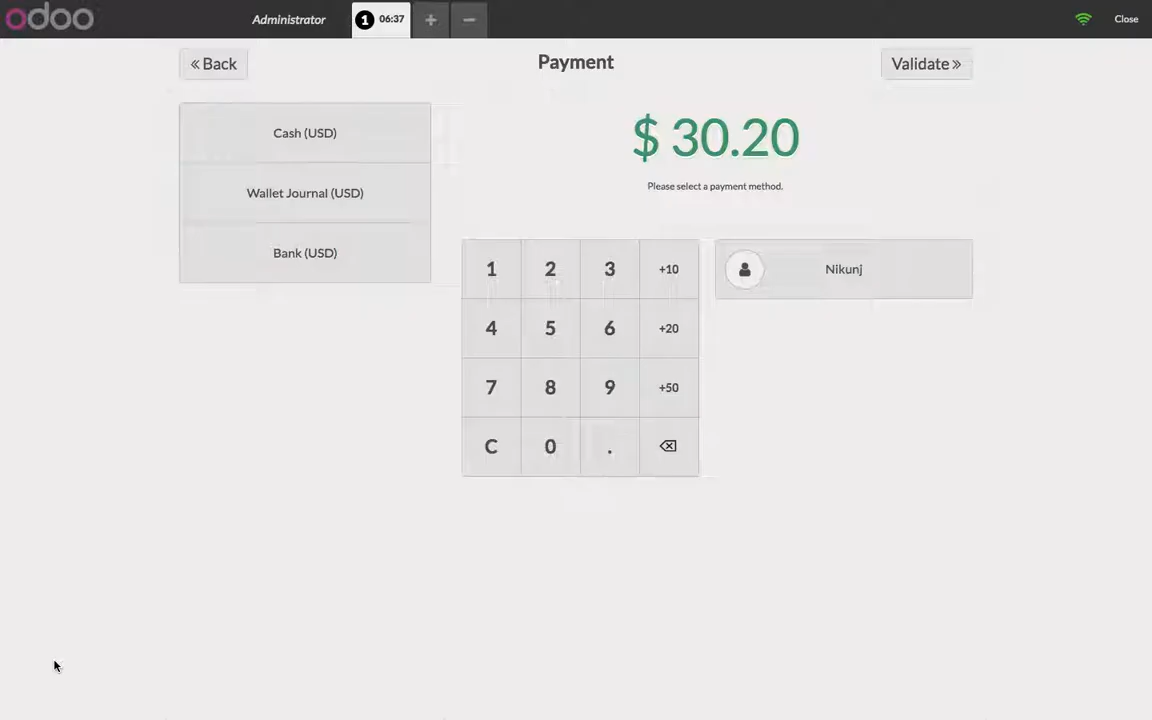 odoo
Administrator
1 06:37
+
−
Close
« Back
Payment
Validate »
Cash (USD)
Wallet Journal (USD)
Bank (USD)
$ 30.20
Please select a payment method.
1 2 3 +10
4 5 6 +20
7 8 9 +50
C 0 .
Nikunj